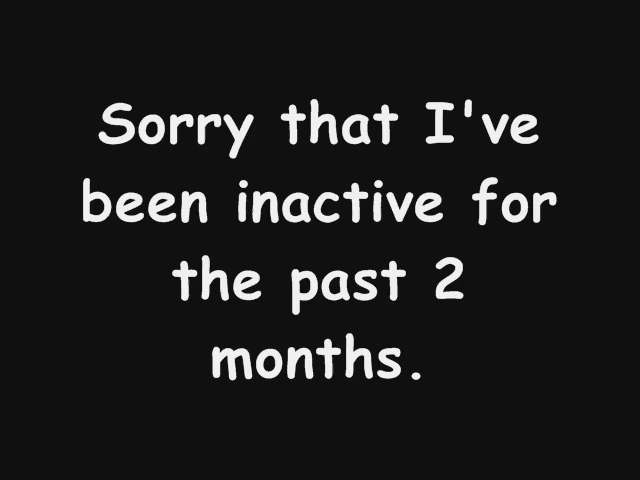 Sorry that I've
been inactive for
the past 2
months.